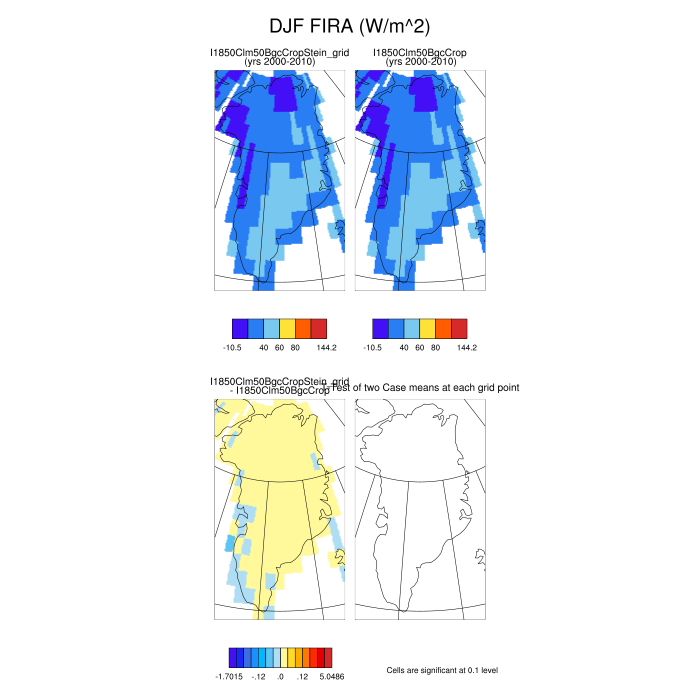 DJF FIRA (W/m^2)
I1850Clm50BgcCropStein_grid
(yrs 2000-2010)
I1850Clm50BgcCrop
(yrs 2000-2010)
-10.5 40 60 80 144.2
-10.5 40 60 80 144.2
I1850Clm50BgcCropStein_grid
- I1850Clm50BgcCrop
T-Test of two Case means at each grid point
-1.7015 -.12 .0 .12 5.0486
Cells are significant at 0.1 level